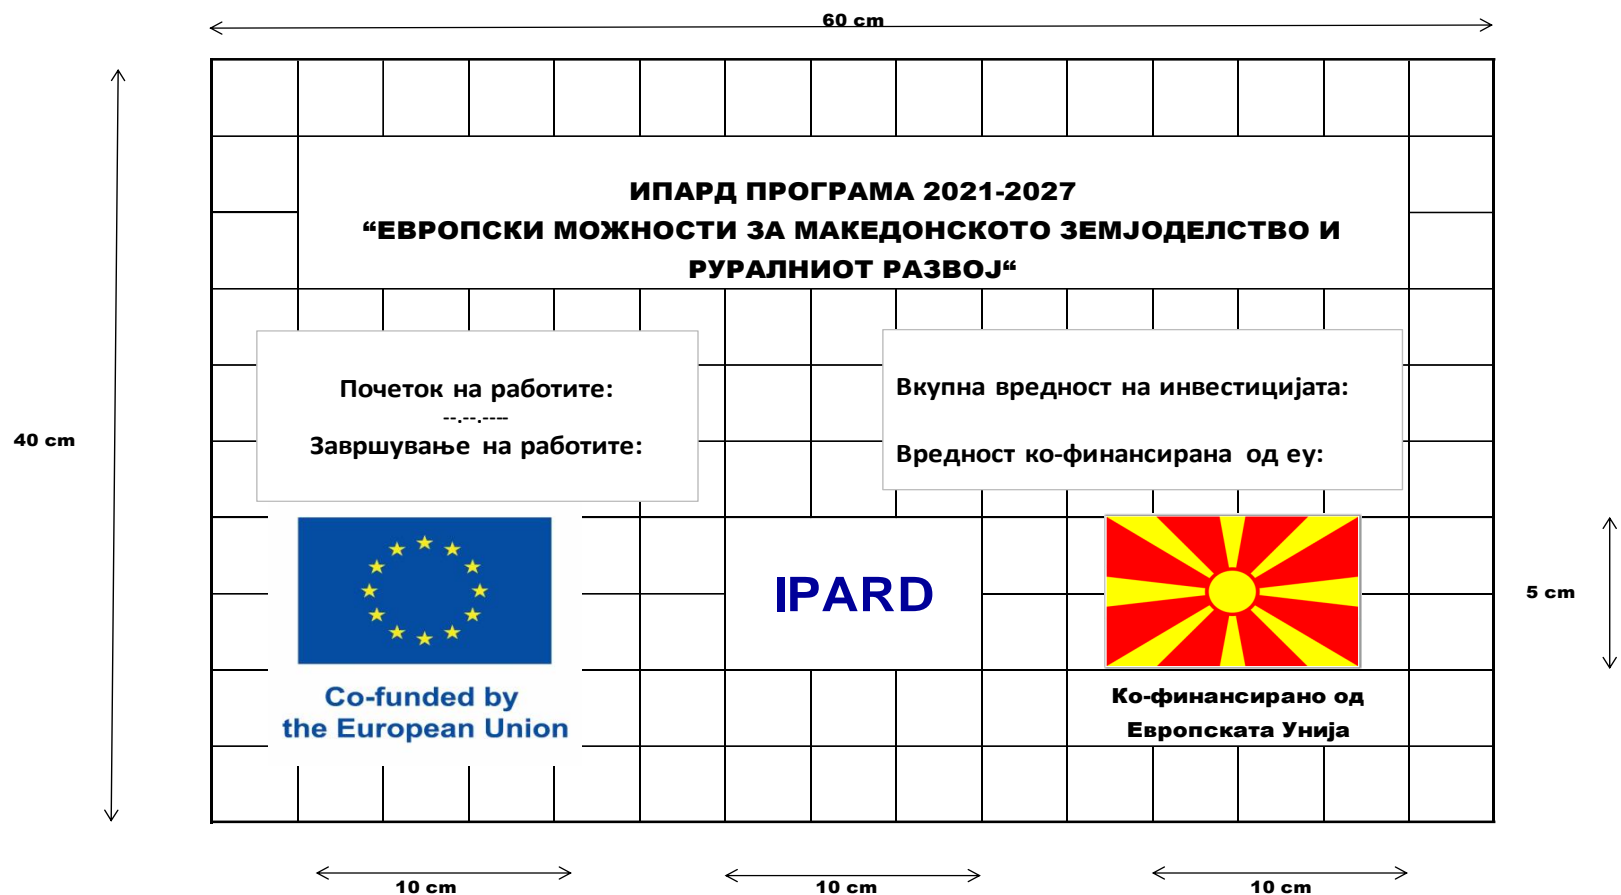 60 cm
ИПАРД ПРОГРАМА 2021-2027
“ЕВРОПСКИ МОЖНОСТИ ЗА МАКЕДОНСКОТО ЗЕМЈОДЕЛСТВО И
РУРАЛНИОТ РАЗВОЈ“
Почеток на работите:
--.--.----
Завршување на работите:
Вкупна вредност на инвестицијата:
Вредност ко-финансирана од еу:
40 cm
IPARD
5 cm
Co-funded by
the European Union
Ко-финансирано од
Европската Унија
10 cm
10 cm
10 cm